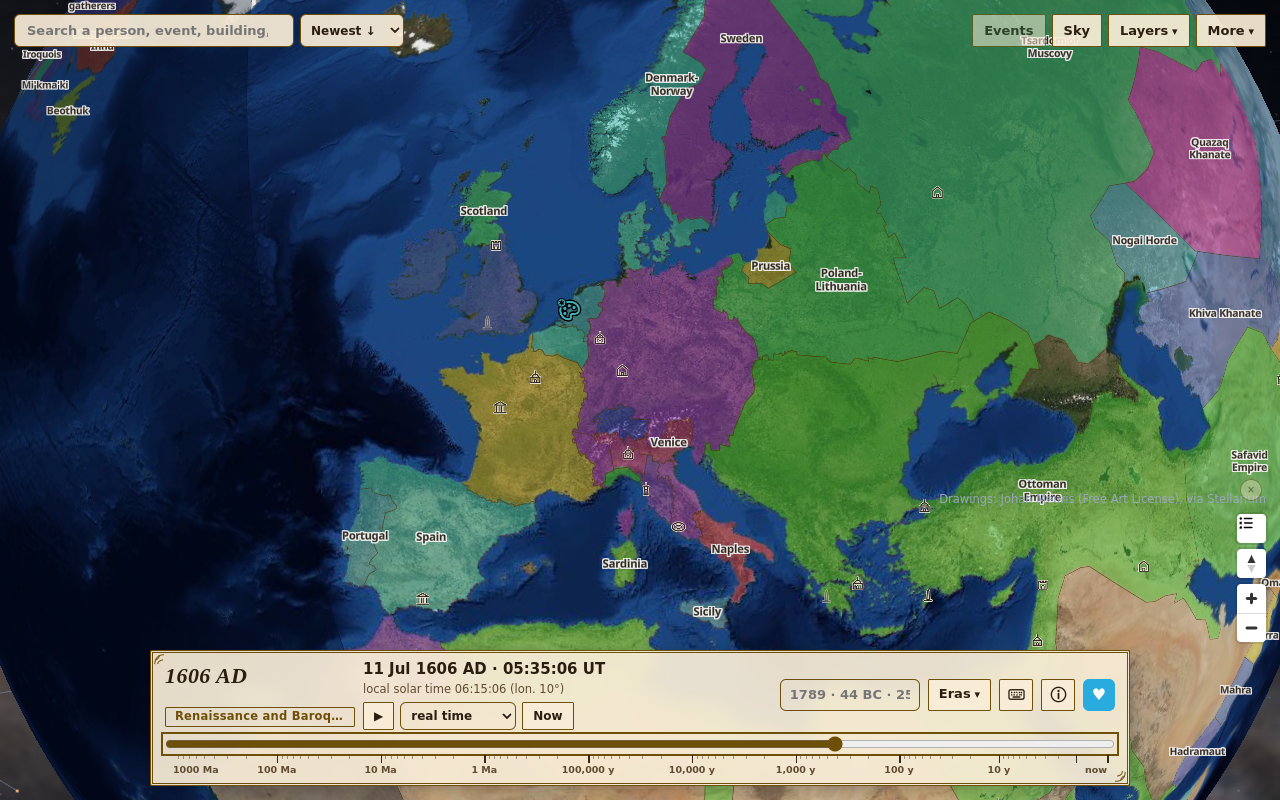 gatherers
Search a person, event, building,
Newest ↓
Events
Sky
Layers ▾
More ▾
Innu
Iroquois
Mi'kma'ki
Beothuk
Sweden
Tsardom of
Muscovy
Denmark-
Norway
Quazaq
Khanate
Scotland
Nogai Horde
Prussia
Poland-
Lithuania
Khiva Khanate
Venice
Safavid
Empire
Ottoman
Empire
Drawings: Johan Meuris (Free Art License), via Stellarium
×
Portugal
Spain
Naples
Sardinia
Sicily
Mahra
Hadramaut
+
−
1606 AD
11 Jul 1606 AD · 05:35:06 UT
local solar time 06:15:06 (lon. 10°)
Renaissance and Baroq...
▶
real time
Now
1789 · 44 BC · 25
Eras ▾
1000 Ma
100 Ma
10 Ma
1 Ma
100,000 y
10,000 y
1,000 y
100 y
10 y
now